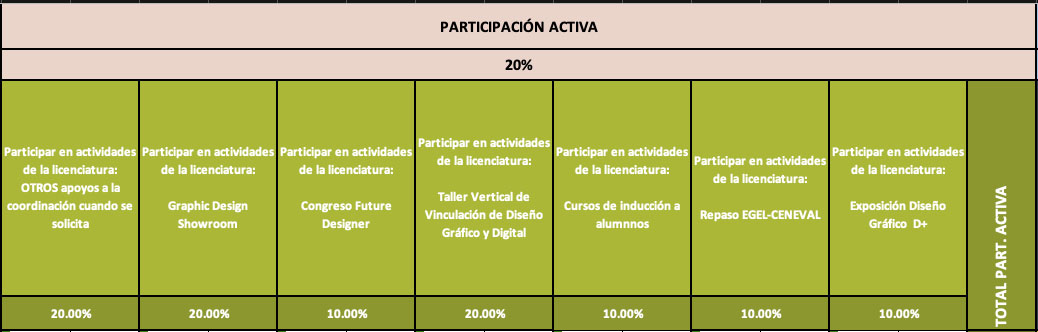 PARTICIPACIÓN ACTIVA
20%
Participar en actividades
de la licenciatura:
OTROS apoyos a la
coordinación cuando se
solicita
Participar en actividades
de la licenciatura:
Graphic Design
Showroom
Participar en actividades
de la licenciatura:
Congreso Future
Designer
Participar en actividades
de la licenciatura:
Taller Vertical de
Vinculación de Diseño
Gráfico y Digital
Participar en actividades
de la licenciatura:
Cursos de inducción a
alumnnos
Participar en actividades
de la licenciatura:
Repaso EGEL-CENEVAL
Participar en actividades
de la licenciatura:
Exposición Diseño
Gráfico D+
TOTAL PART. ACTIVA
20.00%
20.00%
10.00%
20.00%
10.00%
10.00%
10.00%